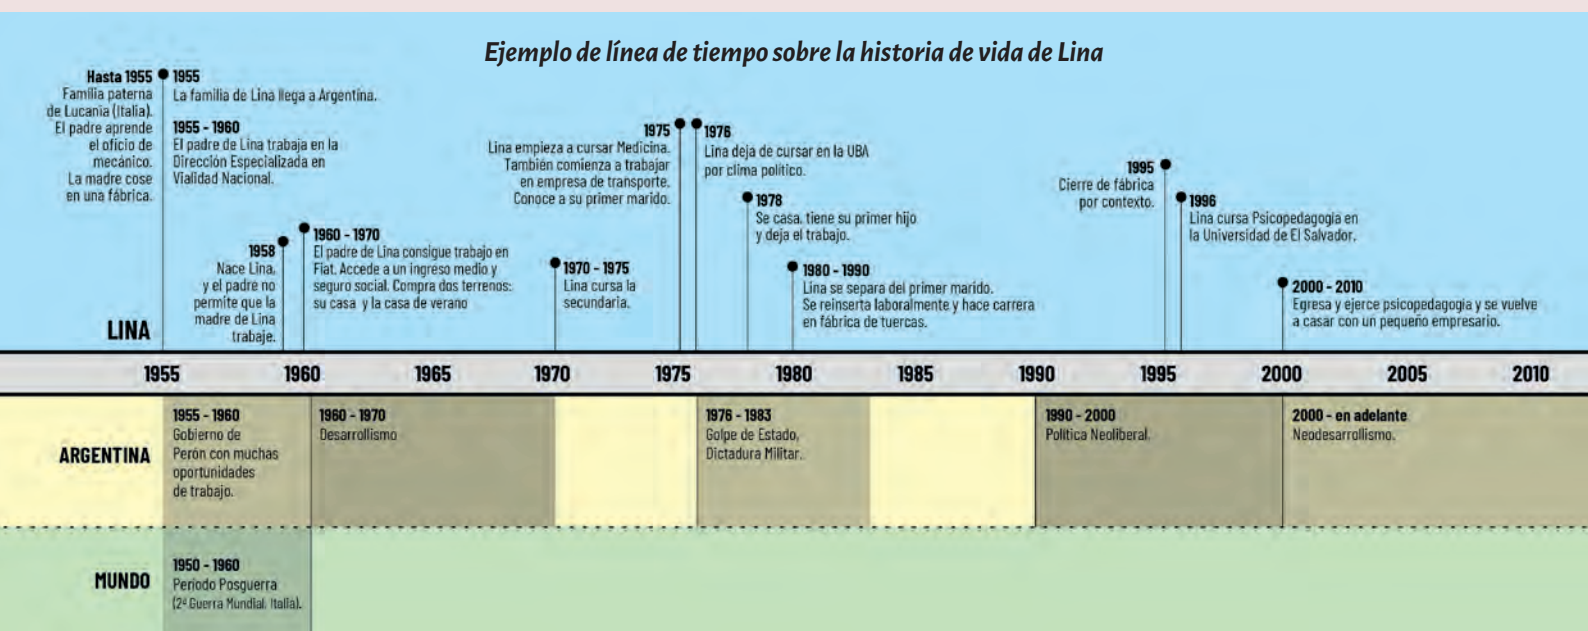 Ejemplo de línea de tiempo sobre la historia de vida de Lina
Hasta 1955
Familia paterna
de Lucania (Italia).
El padre aprende
el oficio de
mecánico.
La madre cose
en una fábrica.
1955
La familia de Lina llega a Argentina.
1955 - 1960
El padre de Lina trabaja en la
Dirección Especializada en
Vialidad Nacional.
1958
Nace Lina,
y el padre no
permite que la
madre de Lina
trabaje.
1960 - 1970
El padre de Lina consigue trabajo en
Fiat. Accede a un ingreso medio y
seguro social. Compra dos terrenos:
su casa y la casa de verano
1970 - 1975
Lina cursa la
secundaria.
1975
Lina empieza a cursar Medicina.
También comienza a trabajar
en empresa de transporte.
Conoce a su primer marido.
1976
Lina deja de cursar en la UBA
por clima político.
1978
Se casa, tiene su primer hijo
y deja el trabajo.
1980 - 1990
Lina se separa del primer marido.
Se reinserta laboralmente y hace carrera
en fábrica de tuercas.
1995
Cierre de fábrica
por contexto.
1996
Lina cursa Psicopedagogía en
la Universidad de El Salvador.
2000 - 2010
Egresa y ejerce psicopedagogía y se vuelve
a casar con un pequeño empresario.
LINA
1955 1960 1965 1970 1975 1980 1985 1990 1995 2000 2005 2010
ARGENTINA
1955 - 1960
Gobierno de
Perón con muchas
oportunidades
de trabajo.
1960 - 1970
Desarrollismo
1976 - 1983
Golpe de Estado,
Dictadura Militar.
1990 - 2000
Política Neoliberal.
2000 - en adelante
Neodesarrollismo.
MUNDO
1950 - 1960
Período Posguerra
(2ª Guerra Mundial. Italia).